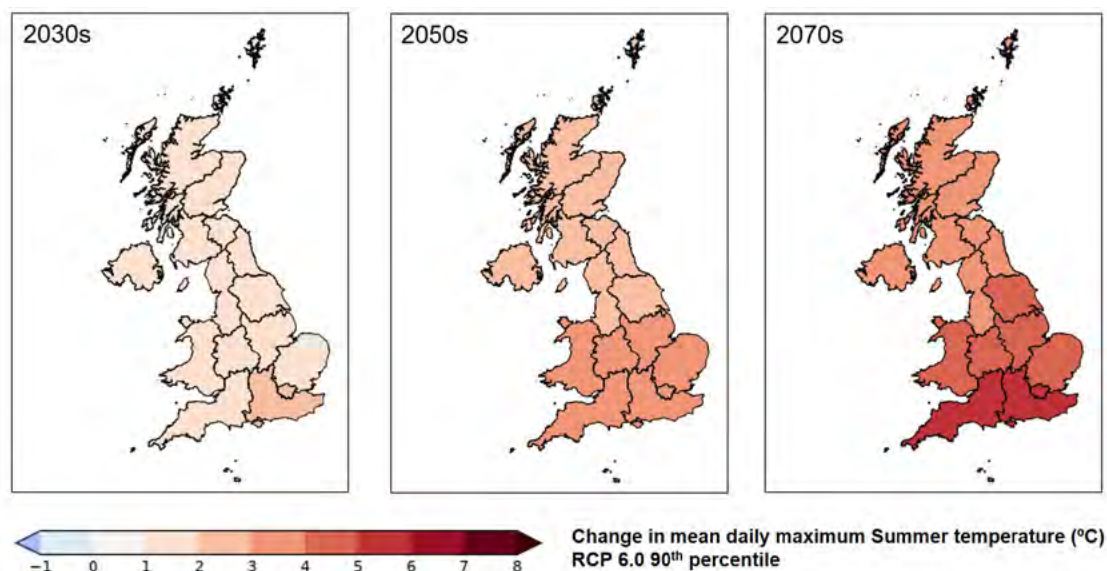 2030s
2050s
2070s
−1 0 1 2 3 4 5 6 7 8
Change in mean daily maximum Summer temperature (ºC)
RCP 6.0 90th percentile